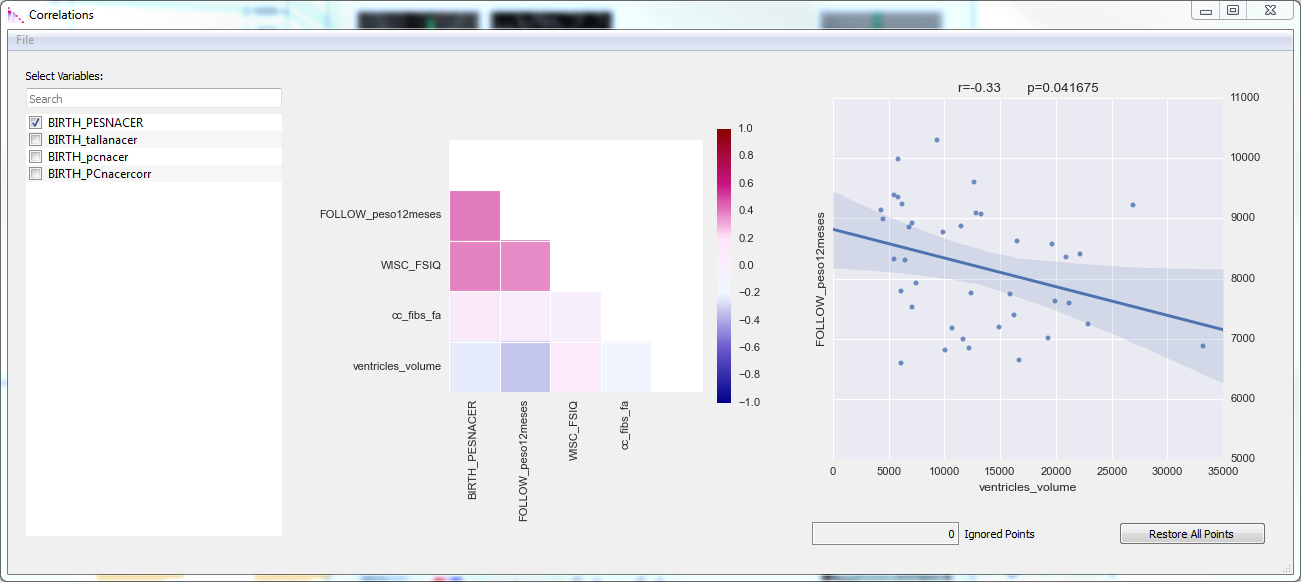 Correlations
File
Select Variables:
Search
BIRTH_PESNACER
BIRTH_tallanacer
BIRTH_pcnacer
BIRTH_PCnacercorr
FOLLOW_peso12meses
WISC_FSIQ
cc_fibs_fa
ventricles_volume
BIRTH_PESNACER
FOLLOW_peso12meses
WISC_FSIQ
cc_fibs_fa
1.0
0.8
0.6
0.4
0.2
0.0
−0.2
−0.4
−0.6
−0.8
−1.0
r=-0.33 p=0.041675
FOLLOW_peso12meses
11000
10000
9000
8000
7000
6000
5000
0 5000 10000 15000 20000 25000 30000 35000
ventricles_volume
0 Ignored Points
Restore All Points